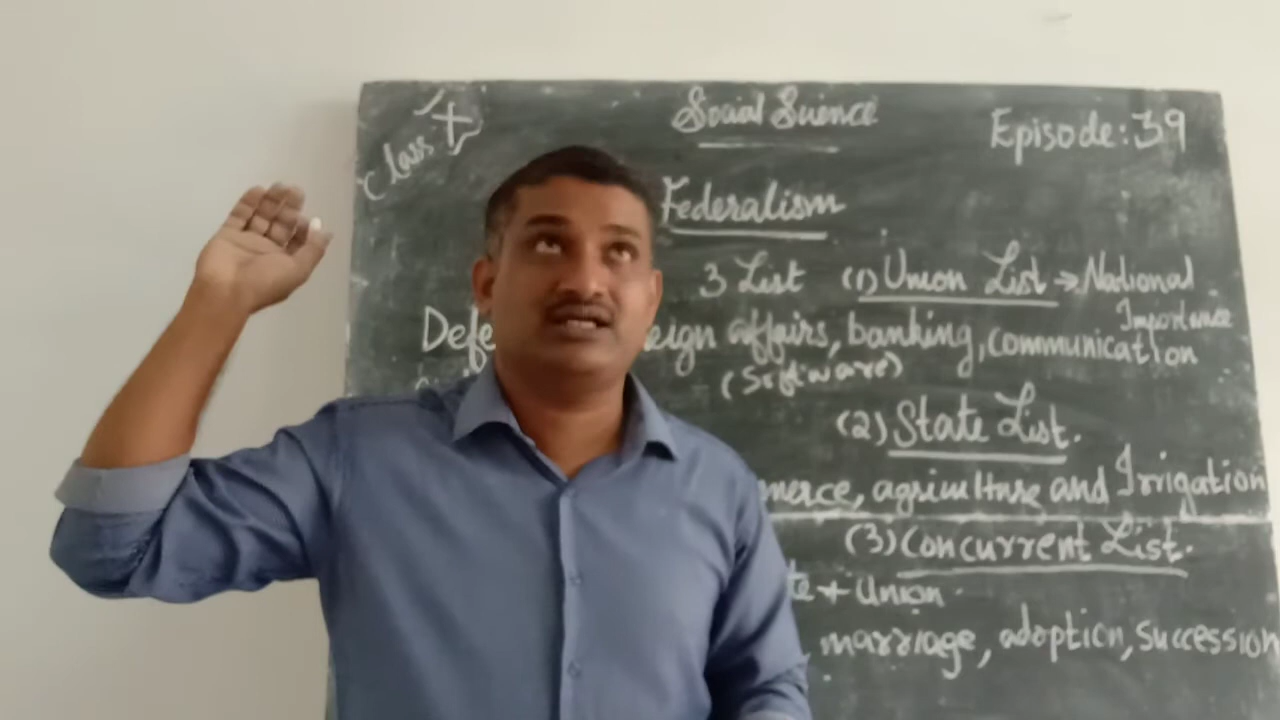 Class X
Social Science
Episode: 39
Federalism
3 List (1) Union List → National
Importance
Defe eign affairs, banking, communication
(Software)
(2) State List.
merce, agriculture and Irrigation
(3) Concurrent List.
te + Union.
, marriage, adoption, succession